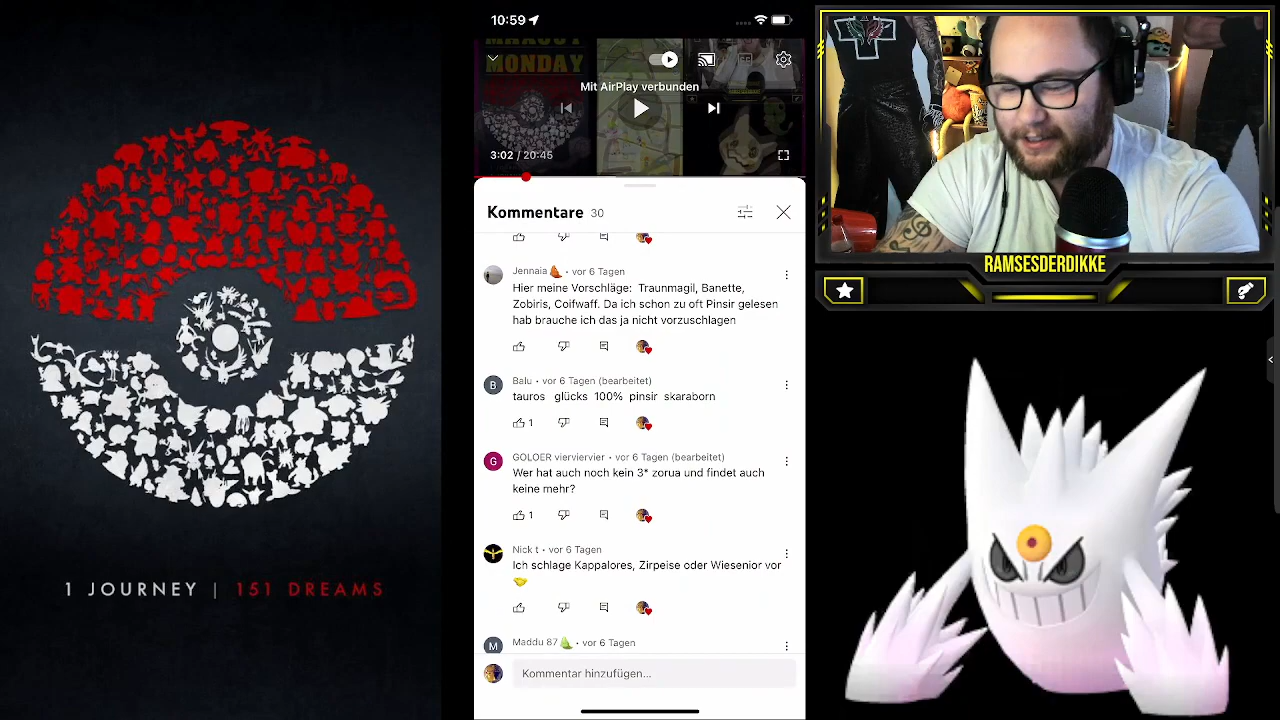 10:59
MAXOUT
MONDAY
Mit AirPlay verbunden
3:02 / 20:45
Kommentare 30
Jennaia • vor 6 Tagen
Hier meine Vorschläge: Traunmagil, Banette,
Zobiris, Coifwaff. Da ich schon zu oft Pinsir gelesen
hab brauche ich das ja nicht vorzuschlagen
B
Balu • vor 6 Tagen (bearbeitet)
tauros glücks 100% pinsir skaraborn
1
G
GOLOER vierviervier • vor 6 Tagen (bearbeitet)
Wer hat auch noch kein 3* zorua und findet auch
keine mehr?
1
Nick t • vor 6 Tagen
Ich schlage Kappalores, Zirpeise oder Wiesenior vor
M
Maddu 87 • vor 6 Tagen
Kommentar hinzufügen...
1 JOURNEY | 151 DREAMS
RAMSESDERDIKKE